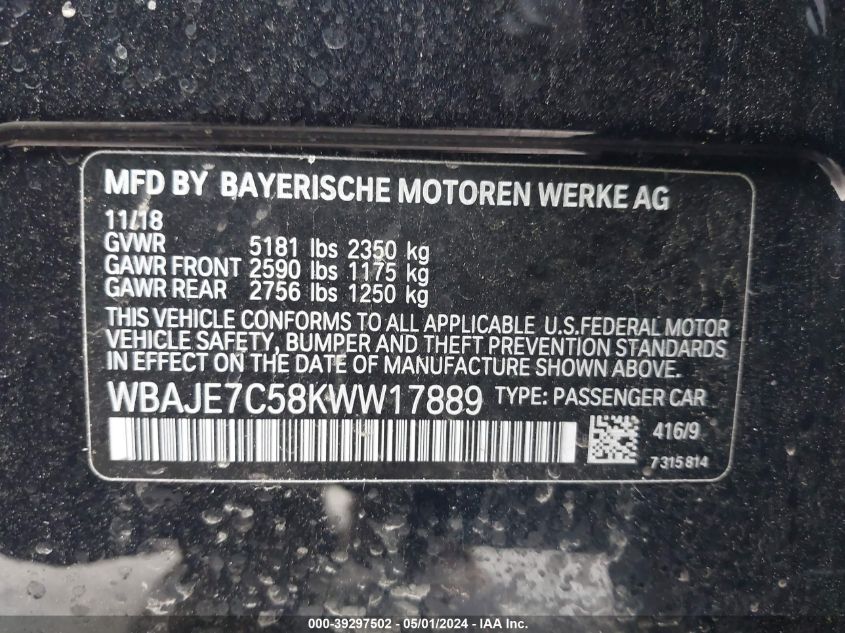 MFD BY BAYERISCHE MOTOREN WERKE AG
11/18
GVWR 5181 lbs 2350 kg
GAWR FRONT 2590 lbs 1175 kg
GAWR REAR 2756 lbs 1250 kg
THIS VEHICLE CONFORMS TO ALL APPLICABLE U.S.FEDERAL MOTOR
VEHICLE SAFETY, BUMPER AND THEFT PREVENTION STANDARDS
IN EFFECT ON THE DATE OF MANUFACTURE SHOWN ABOVE.
WBAJE7C58KWW17889 TYPE: PASSENGER CAR
416/9
7315814
000-39297502 - 05/01/2024 - IAA Inc.